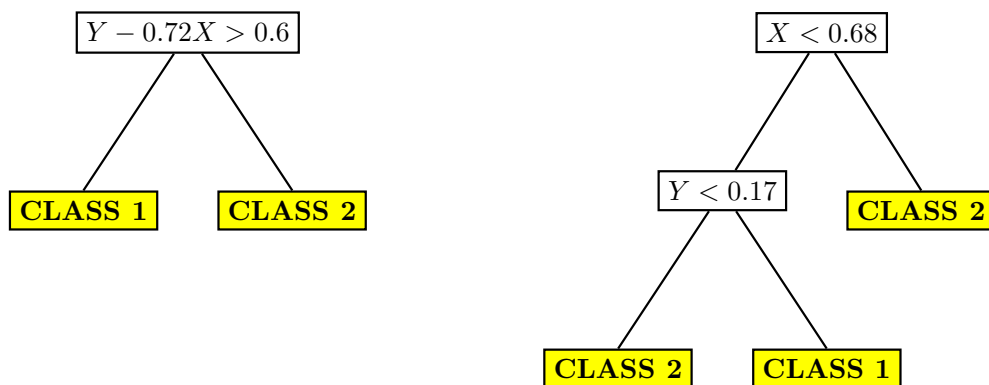 Y − 0.72X > 0.6
CLASS 1
CLASS 2
X < 0.68
Y < 0.17
CLASS 2
CLASS 2
CLASS 1